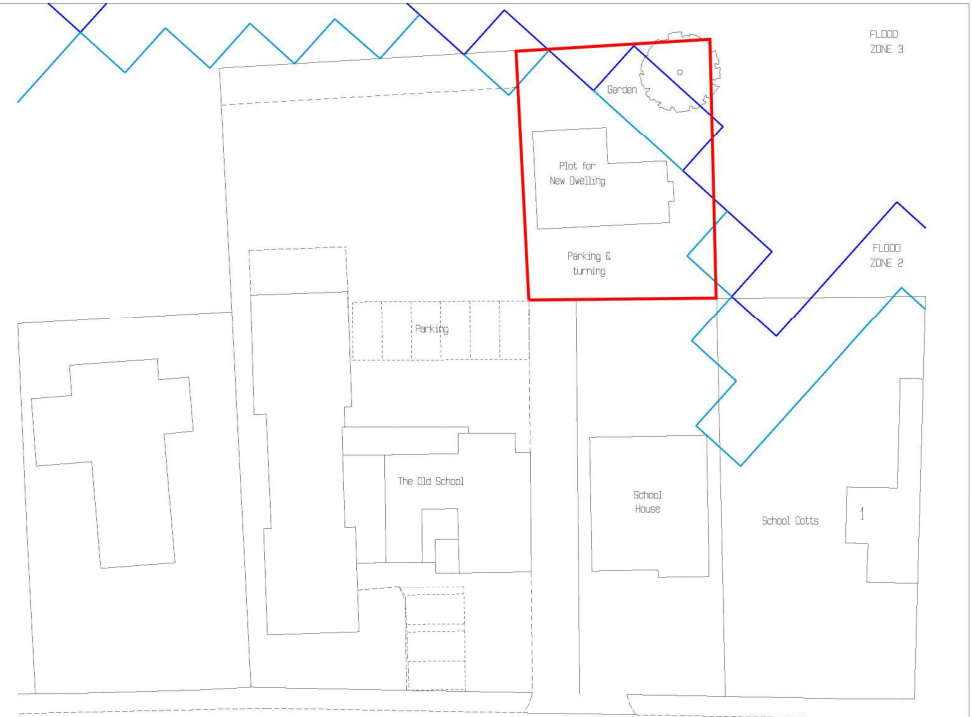 FLOOD
ZONE 3
Garden
Plot for
New Dwelling
FLOOD
ZONE 2
Parking &
turning
Parking
The Old School
School
House
School Cotts
1